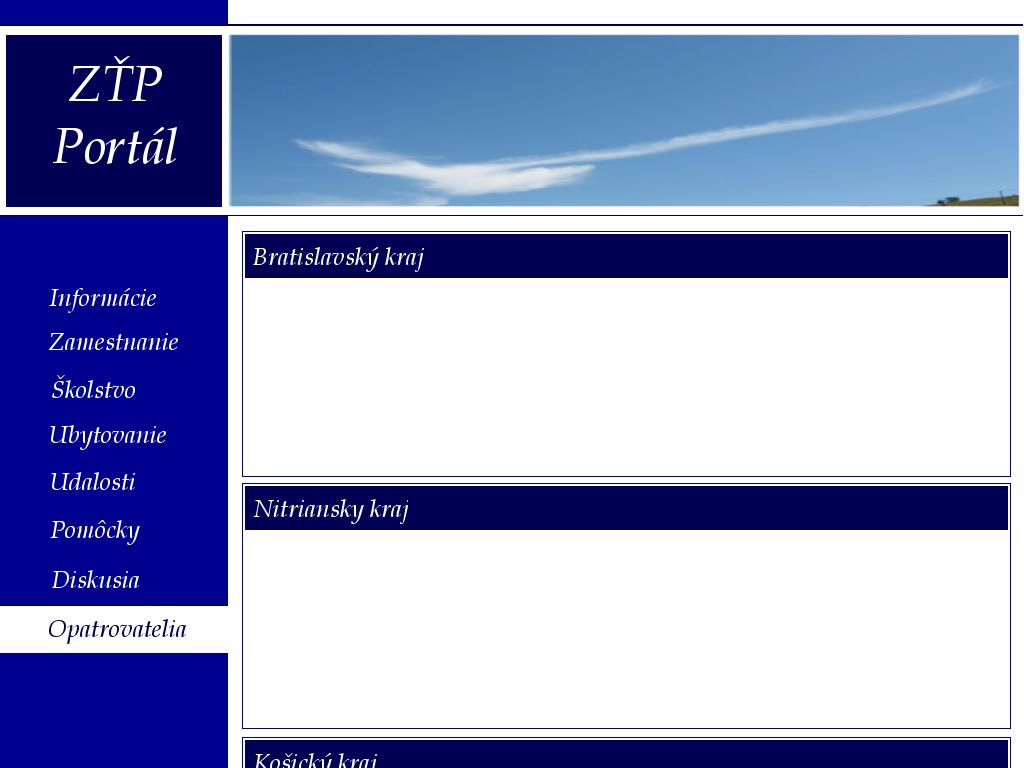 ZŤP
Portál
Informácie
Zamestnanie
Školstvo
Ubytovanie
Udalosti
Pomôcky
Diskusia
Opatrovatelia
Bratislavský kraj
Nitriansky kraj
Košický kraj